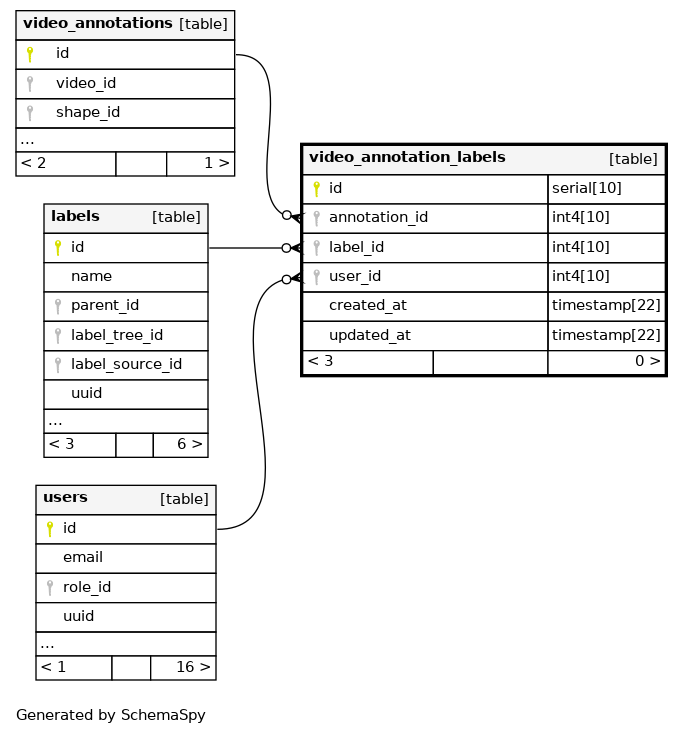 video_annotations [table]
id
video_id
shape_id
...
< 2 1 >
labels [table]
id
name
parent_id
label_tree_id
label_source_id
uuid
...
< 3 6 >
users [table]
id
email
role_id
uuid
...
< 1 16 >
video_annotation_labels [table]
id serial[10]
annotation_id int4[10]
label_id int4[10]
user_id int4[10]
created_at timestamp[22]
updated_at timestamp[22]
< 3 0 >
Generated by SchemaSpy